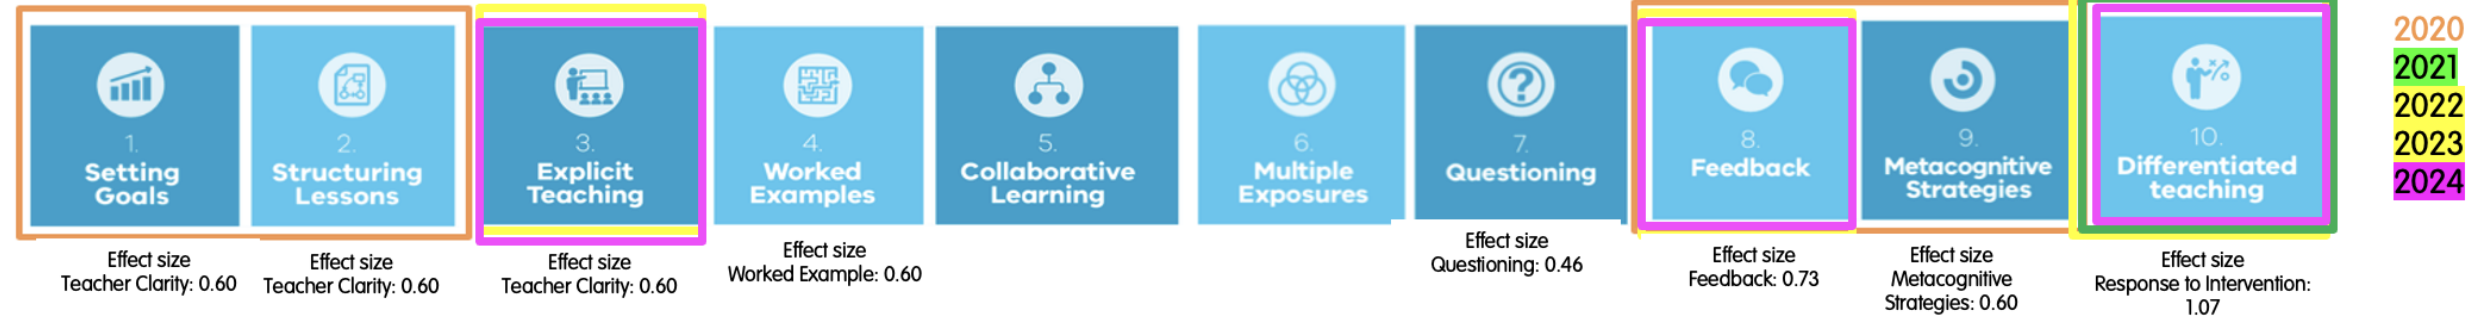 1.
Setting
Goals
Effect size
Teacher Clarity: 0.60
2.
Structuring
Lessons
Effect size
Teacher Clarity: 0.60
3.
Explicit
Teaching
Effect size
Teacher Clarity: 0.60
4.
Worked
Examples
Effect size
Worked Example: 0.60
5.
Collaborative
Learning
6.
Multiple
Exposures
7.
Questioning
Effect size
Questioning: 0.46
8.
Feedback
Effect size
Feedback: 0.73
9.
Metacognitive
Strategies
Effect size
Metacognitive
Strategies: 0.60
10.
Differentiated
teaching
Effect size
Response to Intervention:
1.07
2020
2021
2022
2023
2024